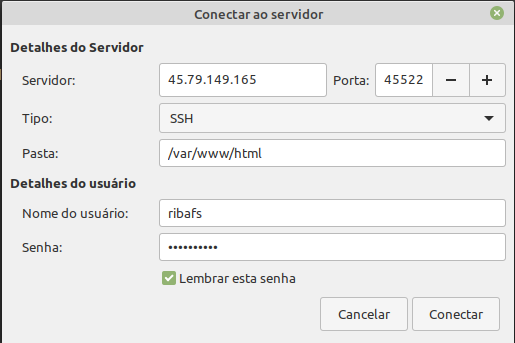 Conectar ao servidor
Detalhes do Servidor
Servidor: 45.79.149.165 Porta: 45522 − +
Tipo: SSH
Pasta: /var/www/html
Detalhes do usuário
Nome do usuário: ribafs
Senha: ••••••••••
Lembrar esta senha
Cancelar Conectar